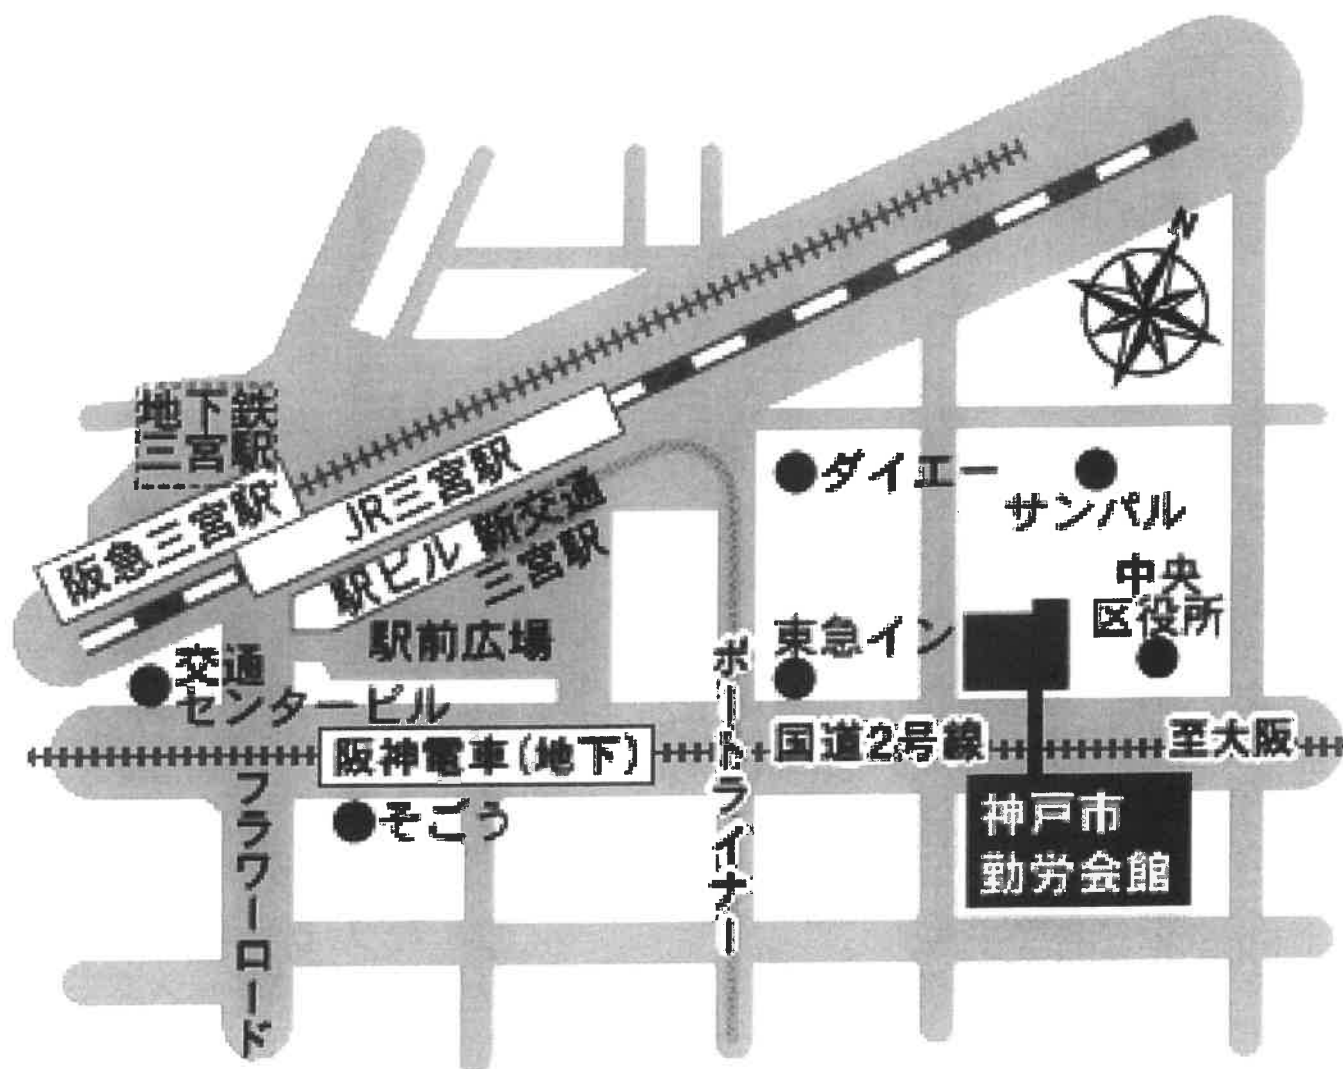 N
地下鉄
三宮駅
阪急三宮駅
JR三宮駅
駅ビル
新交通
三宮駅
駅前広場
ダイエー
サンパル
中央
区役所
東急イン
交通
センタービル
ポートライナー
国道2号線
至大阪
阪神電車(地下)
そごう
フラワーロード
神戸市
勤労会館